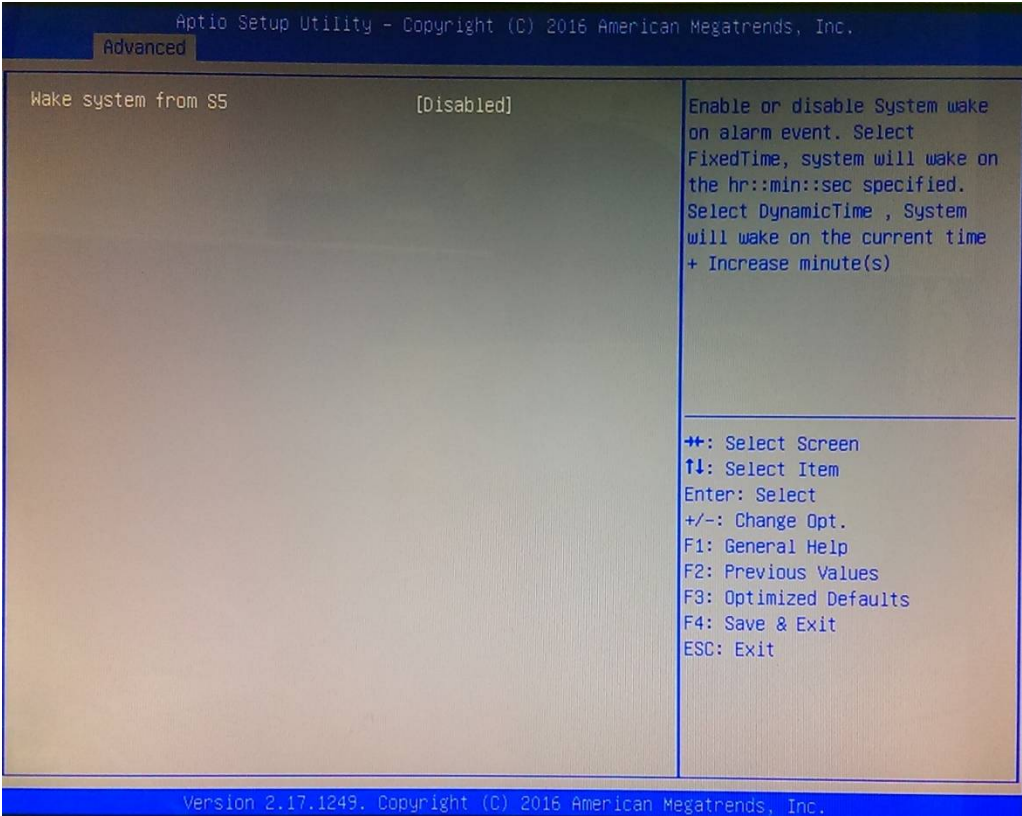 Aptio Setup Utility – Copyright (C) 2016 American Megatrends, Inc.
Advanced
Wake system from S5 [Disabled]
Enable or disable System wake
on alarm event. Select
FixedTime, system will wake on
the hr::min::sec specified.
Select DynamicTime , System
will wake on the current time
+ Increase minute(s)
→←: Select Screen
↑↓: Select Item
Enter: Select
+/-: Change Opt.
F1: General Help
F2: Previous Values
F3: Optimized Defaults
F4: Save & Exit
ESC: Exit
Version 2.17.1249. Copyright (C) 2016 American Megatrends, Inc.